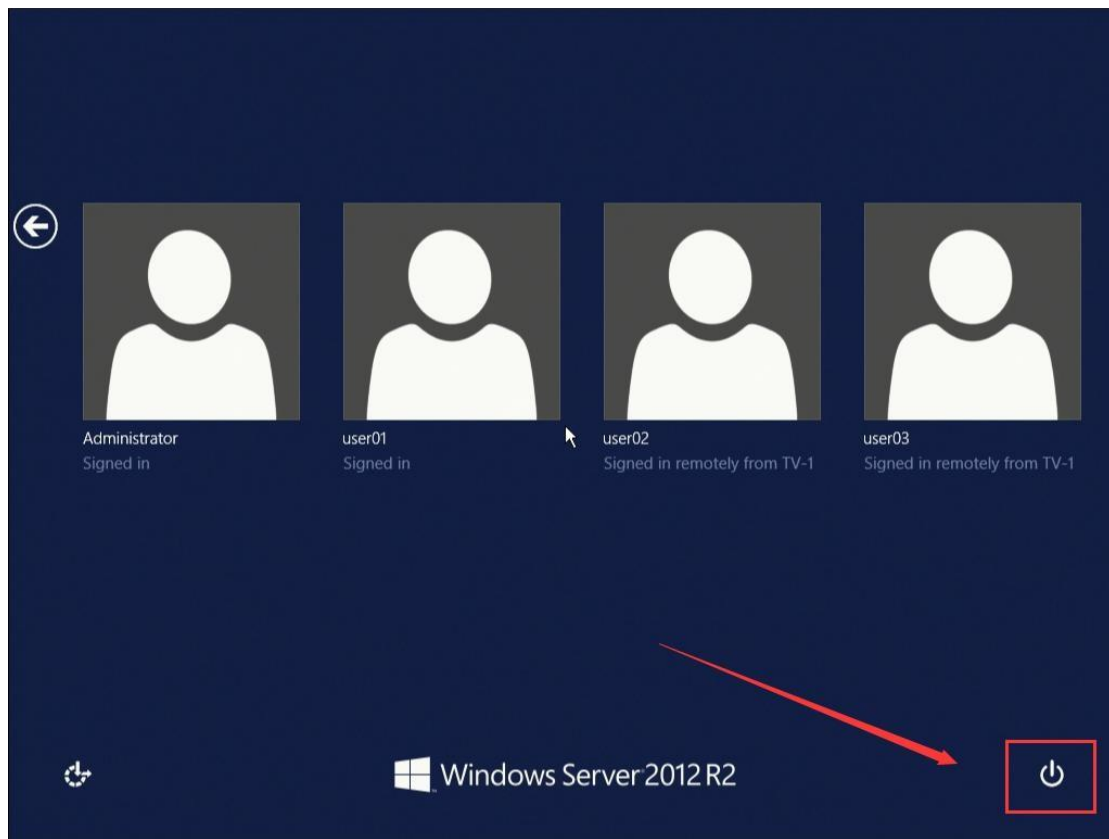 Administrator
Signed in
user01
Signed in
user02
Signed in remotely from TV-1
user03
Signed in remotely from TV-1
Windows Server 2012 R2